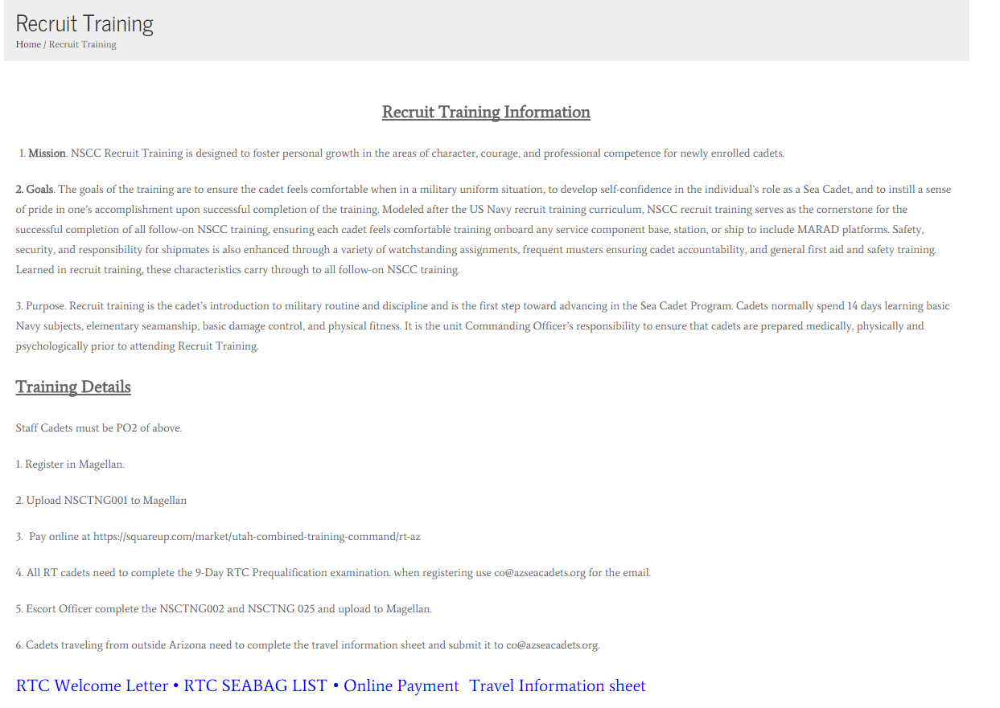 Recruit Training
Home / Recruit Training
Recruit Training Information
1. Mission. NSCC Recruit Training is designed to foster personal growth in the areas of character, courage, and professional competence for newly enrolled cadets.
2. Goals. The goals of the training are to ensure the cadet feels comfortable when in a military uniform situation, to develop self-confidence in the individual's role as a Sea Cadet, and to instill a sense
of pride in one's accomplishment upon successful completion of the training. Modeled after the US Navy recruit training curriculum, NSCC recruit training serves as the cornerstone for the
successful completion of all follow-on NSCC training, ensuring each cadet feels comfortable training onboard any service component base, station, or ship to include MARAD platforms. Safety,
security, and responsibility for shipmates is also enhanced through a variety of watchstanding assignments, frequent musters ensuring cadet accountability, and general first aid and safety training.
Learned in recruit training, these characteristics carry through to all follow-on NSCC training.
3. Purpose. Recruit training is the cadet's introduction to military routine and discipline and is the first step toward advancing in the Sea Cadet Program. Cadets normally spend 14 days learning basic
Navy subjects, elementary seamanship, basic damage control, and physical fitness. It is the unit Commanding Officer's responsibility to ensure that cadets are prepared medically, physically and
psychologically prior to attending Recruit Training.
Training Details
Staff Cadets must be PO2 of above.
1. Register in Magellan.
2. Upload NSCTNG001 to Magellan
3. Pay online at https://squareup.com/market/utah-combined-training-command/rt-az
4. All RT cadets need to complete the 9-Day RTC Prequalification examination. when registering use co@azseacadets.org for the email.
5. Escort Officer complete the NSCTNG002 and NSCTNG 025 and upload to Magellan.
6. Cadets traveling from outside Arizona need to complete the travel information sheet and submit it to co@azseacadets.org.
RTC Welcome Letter • RTC SEABAG LIST • Online Payment Travel Information sheet